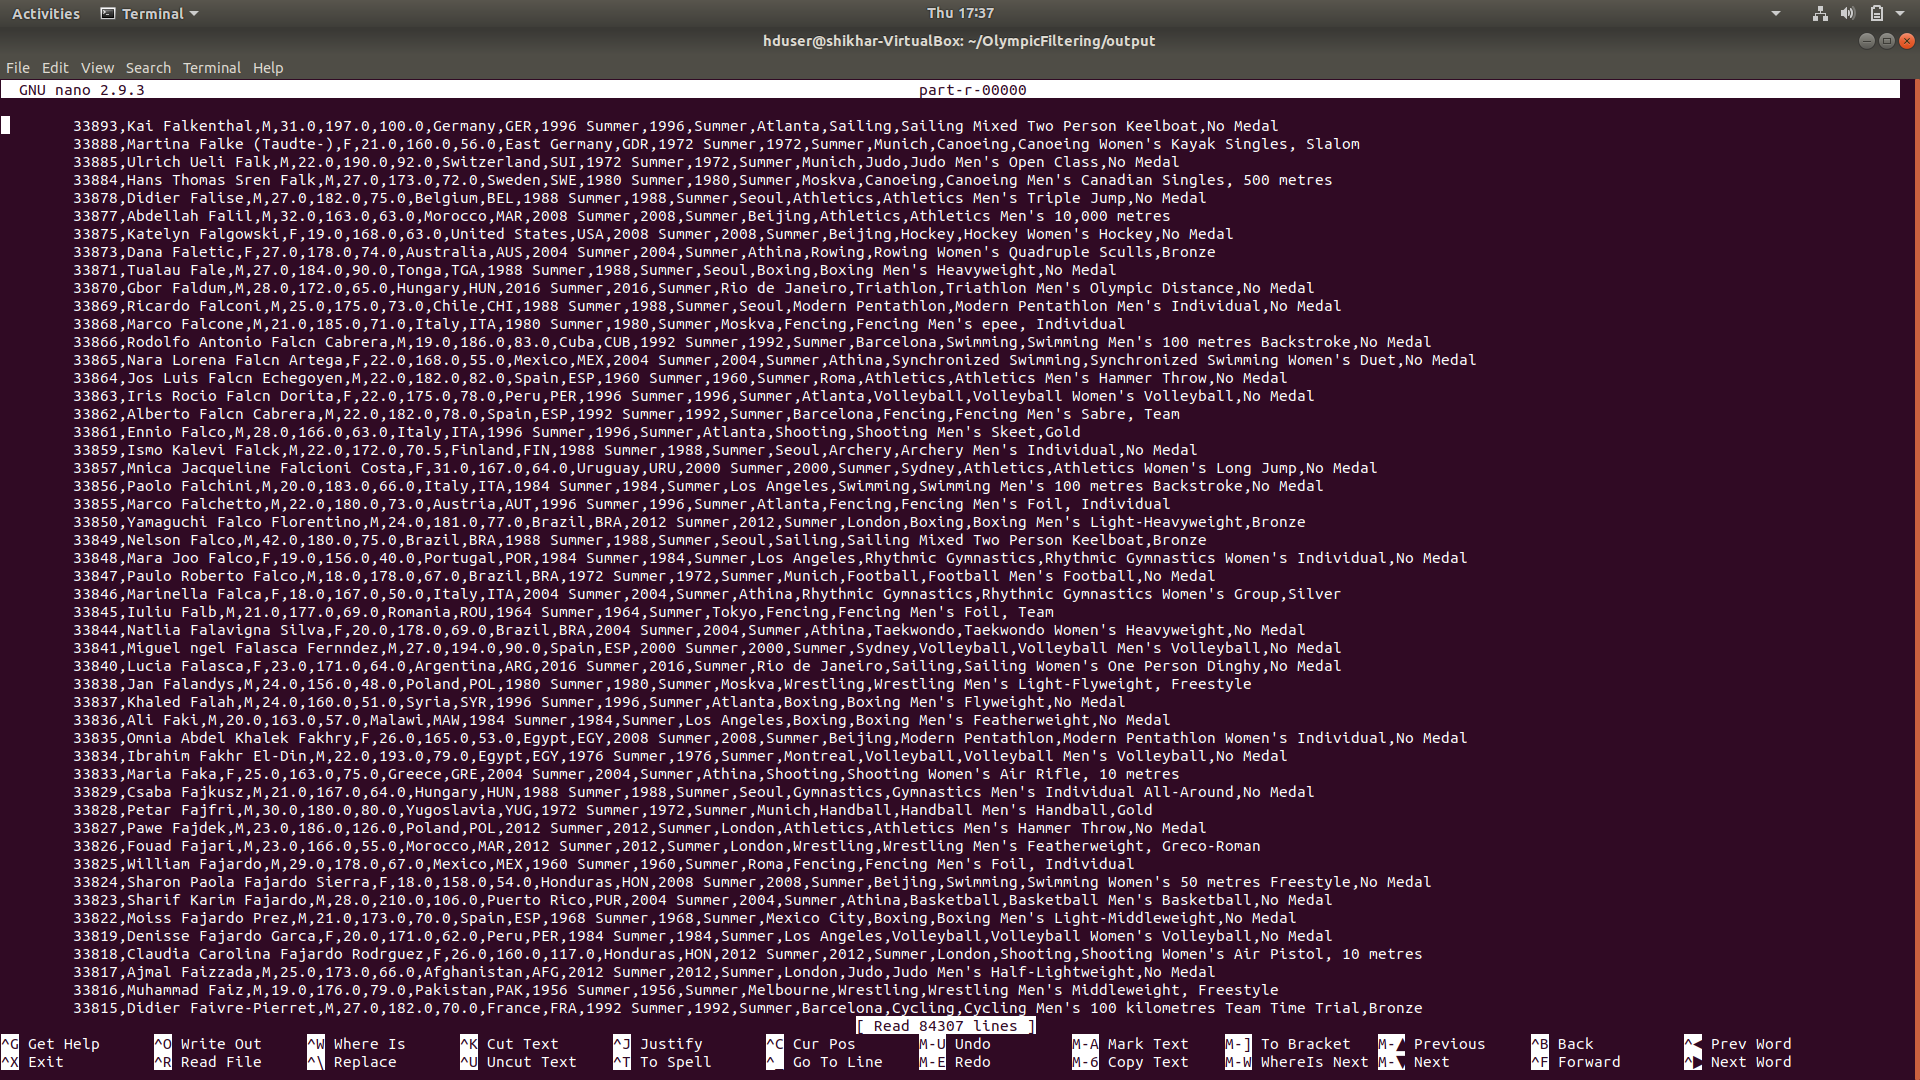 Activities Terminal Thu 17:37
hduser@shikhar-VirtualBox: ~/OlympicFiltering/output
File Edit View Search Terminal Help
GNU nano 2.9.3 part-r-00000
33893,Kai Falkenthal,M,31.0,197.0,100.0,Germany,GER,1996 Summer,1996,Summer,Atlanta,Sailing,Sailing Mixed Two Person Keelboat,No Medal
33888,Martina Falke (Taudte-),F,21.0,160.0,56.0,East Germany,GDR,1972 Summer,1972,Summer,Munich,Canoeing,Canoeing Women's Kayak Singles, Slalom
33885,Ulrich Ueli Falk,M,22.0,190.0,92.0,Switzerland,SUI,1972 Summer,1972,Summer,Munich,Judo,Judo Men's Open Class,No Medal
33884,Hans Thomas Sren Falk,M,27.0,173.0,72.0,Sweden,SWE,1980 Summer,1980,Summer,Moskva,Canoeing,Canoeing Men's Canadian Singles, 500 metres
33878,Didier Falise,M,27.0,182.0,75.0,Belgium,BEL,1988 Summer,1988,Summer,Seoul,Athletics,Athletics Men's Triple Jump,No Medal
33877,Abdellah Falil,M,32.0,163.0,63.0,Morocco,MAR,2008 Summer,2008,Summer,Beijing,Athletics,Athletics Men's 10,000 metres
33875,Katelyn Falgowski,F,19.0,168.0,63.0,United States,USA,2008 Summer,2008,Summer,Beijing,Hockey,Hockey Women's Hockey,No Medal
33873,Dana Faletic,F,27.0,178.0,74.0,Australia,AUS,2004 Summer,2004,Summer,Athina,Rowing,Rowing Women's Quadruple Sculls,Bronze
33871,Tualau Fale,M,27.0,184.0,90.0,Tonga,TGA,1988 Summer,1988,Summer,Seoul,Boxing,Boxing Men's Heavyweight,No Medal
33870,Gbor Faldum,M,28.0,172.0,65.0,Hungary,HUN,2016 Summer,2016,Summer,Rio de Janeiro,Triathlon,Triathlon Men's Olympic Distance,No Medal
33869,Ricardo Falconi,M,25.0,175.0,73.0,Chile,CHI,1988 Summer,1988,Summer,Seoul,Modern Pentathlon,Modern Pentathlon Men's Individual,No Medal
33868,Marco Falcone,M,21.0,185.0,71.0,Italy,ITA,1980 Summer,1980,Summer,Moskva,Fencing,Fencing Men's epee, Individual
33866,Rodolfo Antonio Falcn Cabrera,M,19.0,186.0,83.0,Cuba,CUB,1992 Summer,1992,Summer,Barcelona,Swimming,Swimming Men's 100 metres Backstroke,No Medal
33865,Nara Lorena Falcn Artega,F,22.0,168.0,55.0,Mexico,MEX,2004 Summer,2004,Summer,Athina,Synchronized Swimming,Synchronized Swimming Women's Duet,No Medal
33864,Jos Luis Falcn Echegoyen,M,22.0,182.0,82.0,Spain,ESP,1960 Summer,1960,Summer,Roma,Athletics,Athletics Men's Hammer Throw,No Medal
33863,Iris Rocio Falcn Dorita,F,22.0,175.0,78.0,Peru,PER,1996 Summer,1996,Summer,Atlanta,Volleyball,Volleyball Women's Volleyball,No Medal
33862,Alberto Falcn Cabrera,M,22.0,182.0,78.0,Spain,ESP,1992 Summer,1992,Summer,Barcelona,Fencing,Fencing Men's Sabre, Team
33861,Ennio Falco,M,28.0,166.0,63.0,Italy,ITA,1996 Summer,1996,Summer,Atlanta,Shooting,Shooting Men's Skeet,Gold
33859,Ismo Kalevi Falck,M,22.0,172.0,70.5,Finland,FIN,1988 Summer,1988,Summer,Seoul,Archery,Archery Men's Individual,No Medal
33857,Mnica Jacqueline Falcioni Costa,F,31.0,167.0,64.0,Uruguay,URU,2000 Summer,2000,Summer,Sydney,Athletics,Athletics Women's Long Jump,No Medal
33856,Paolo Falchini,M,20.0,183.0,66.0,Italy,ITA,1984 Summer,1984,Summer,Los Angeles,Swimming,Swimming Men's 100 metres Backstroke,No Medal
33855,Marco Falchetto,M,22.0,180.0,73.0,Austria,AUT,1996 Summer,1996,Summer,Atlanta,Fencing,Fencing Men's Foil, Individual
33850,Yamaguchi Falco Florentino,M,24.0,181.0,77.0,Brazil,BRA,2012 Summer,2012,Summer,London,Boxing,Boxing Men's Light-Heavyweight,Bronze
33849,Nelson Falco,M,42.0,180.0,75.0,Brazil,BRA,1988 Summer,1988,Summer,Seoul,Sailing,Sailing Mixed Two Person Keelboat,Bronze
33848,Mara Joo Falco,F,19.0,156.0,40.0,Portugal,POR,1984 Summer,1984,Summer,Los Angeles,Rhythmic Gymnastics,Rhythmic Gymnastics Women's Individual,No Medal
33847,Paulo Roberto Falco,M,18.0,178.0,67.0,Brazil,BRA,1972 Summer,1972,Summer,Munich,Football,Football Men's Football,No Medal
33846,Marinella Falca,F,18.0,167.0,50.0,Italy,ITA,2004 Summer,2004,Summer,Athina,Rhythmic Gymnastics,Rhythmic Gymnastics Women's Group,Silver
33845,Iuliu Falb,M,21.0,177.0,69.0,Romania,ROU,1964 Summer,1964,Summer,Tokyo,Fencing,Fencing Men's Foil, Team
33844,Natlia Falavigna Silva,F,20.0,178.0,69.0,Brazil,BRA,2004 Summer,2004,Summer,Athina,Taekwondo,Taekwondo Women's Heavyweight,No Medal
33841,Miguel ngel Falasca Fernndez,M,27.0,194.0,90.0,Spain,ESP,2000 Summer,2000,Summer,Sydney,Volleyball,Volleyball Men's Volleyball,No Medal
33840,Lucia Falasca,F,23.0,171.0,64.0,Argentina,ARG,2016 Summer,2016,Summer,Rio de Janeiro,Sailing,Sailing Women's One Person Dinghy,No Medal
33838,Jan Falandys,M,24.0,156.0,48.0,Poland,POL,1980 Summer,1980,Summer,Moskva,Wrestling,Wrestling Men's Light-Flyweight, Freestyle
33837,Khaled Falah,M,24.0,160.0,51.0,Syria,SYR,1996 Summer,1996,Summer,Atlanta,Boxing,Boxing Men's Flyweight,No Medal
33836,Ali Faki,M,20.0,163.0,57.0,Malawi,MAW,1984 Summer,1984,Summer,Los Angeles,Boxing,Boxing Men's Featherweight,No Medal
33835,Omnia Abdel Khalek Fakhry,F,26.0,165.0,53.0,Egypt,EGY,2008 Summer,2008,Summer,Beijing,Modern Pentathlon,Modern Pentathlon Women's Individual,No Medal
33834,Ibrahim Fakhr El-Din,M,22.0,193.0,79.0,Egypt,EGY,1976 Summer,1976,Summer,Montreal,Volleyball,Volleyball Men's Volleyball,No Medal
33833,Maria Faka,F,25.0,163.0,75.0,Greece,GRE,2004 Summer,2004,Summer,Athina,Shooting,Shooting Women's Air Rifle, 10 metres
33829,Csaba Fajkusz,M,21.0,167.0,64.0,Hungary,HUN,1988 Summer,1988,Summer,Seoul,Gymnastics,Gymnastics Men's Individual All-Around,No Medal
33828,Petar Fajfri,M,30.0,180.0,80.0,Yugoslavia,YUG,1972 Summer,1972,Summer,Munich,Handball,Handball Men's Handball,Gold
33827,Pawe Fajdek,M,23.0,186.0,126.0,Poland,POL,2012 Summer,2012,Summer,London,Athletics,Athletics Men's Hammer Throw,No Medal
33826,Fouad Fajari,M,23.0,166.0,55.0,Morocco,MAR,2012 Summer,2012,Summer,London,Wrestling,Wrestling Men's Featherweight, Greco-Roman
33825,William Fajardo,M,29.0,178.0,67.0,Mexico,MEX,1960 Summer,1960,Summer,Roma,Fencing,Fencing Men's Foil, Individual
33824,Sharon Paola Fajardo Sierra,F,18.0,158.0,54.0,Honduras,HON,2008 Summer,2008,Summer,Beijing,Swimming,Swimming Women's 50 metres Freestyle,No Medal
33823,Sharif Karim Fajardo,M,28.0,210.0,106.0,Puerto Rico,PUR,2004 Summer,2004,Summer,Athina,Basketball,Basketball Men's Basketball,No Medal
33822,Moiss Fajardo Prez,M,21.0,173.0,70.0,Spain,ESP,1968 Summer,1968,Summer,Mexico City,Boxing,Boxing Men's Light-Middleweight,No Medal
33819,Denisse Fajardo Garca,F,20.0,171.0,62.0,Peru,PER,1984 Summer,1984,Summer,Los Angeles,Volleyball,Volleyball Women's Volleyball,No Medal
33818,Claudia Carolina Fajardo Rodrguez,F,26.0,160.0,117.0,Honduras,HON,2012 Summer,2012,Summer,London,Shooting,Shooting Women's Air Pistol, 10 metres
33817,Ajmal Faizzada,M,25.0,173.0,66.0,Afghanistan,AFG,2012 Summer,2012,Summer,London,Judo,Judo Men's Half-Lightweight,No Medal
33816,Muhammad Faiz,M,19.0,176.0,79.0,Pakistan,PAK,1956 Summer,1956,Summer,Melbourne,Wrestling,Wrestling Men's Middleweight, Freestyle
33815,Didier Faivre-Pierret,M,27.0,182.0,70.0,France,FRA,1992 Summer,1992,Summer,Barcelona,Cycling,Cycling Men's 100 kilometres Team Time Trial,Bronze
[ Read 84307 lines ]
^G Get Help ^O Write Out ^W Where Is ^K Cut Text ^J Justify ^C Cur Pos M-U Undo M-A Mark Text M-] To Bracket M-▲ Previous ^B Back ^◀ Prev Word
^X Exit ^R Read File ^\ Replace ^U Uncut Text ^T To Spell ^_ Go To Line M-E Redo M-6 Copy Text M-W WhereIs Next M-▼ Next ^F Forward ^▶ Next Word